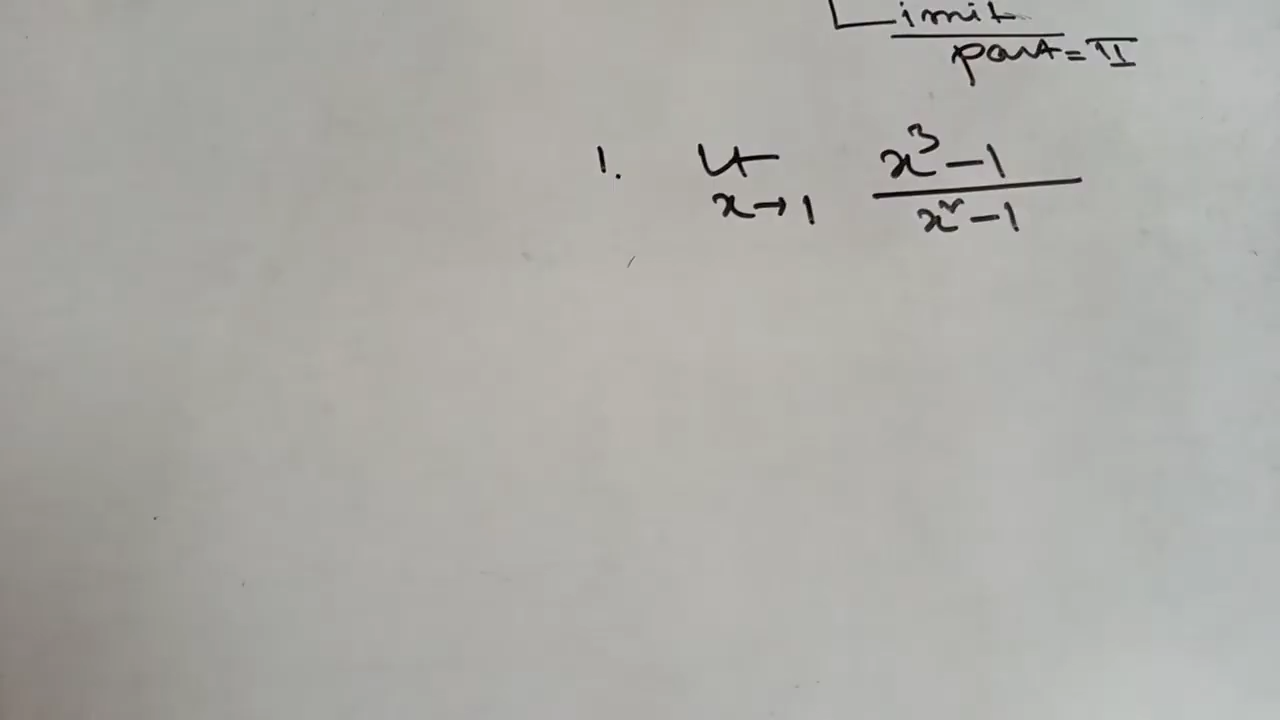 Limit
part = II
1. Lt x³ - 1
x→1 x² - 1